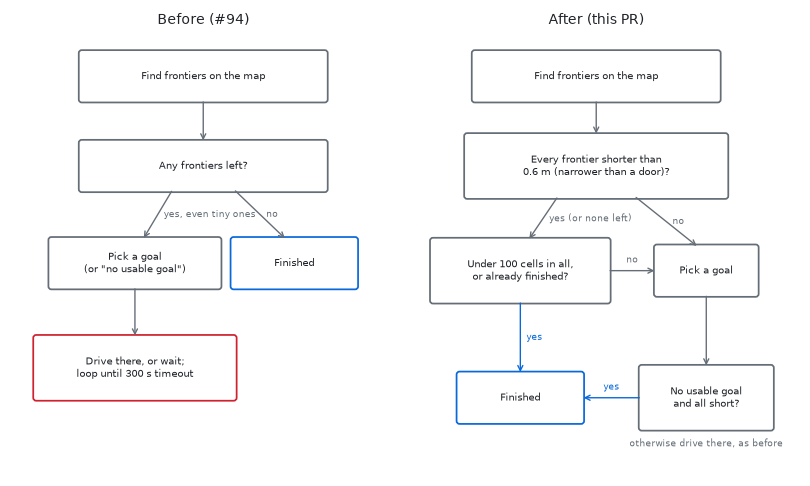 Before (#94)
Find frontiers on the map
Any frontiers left?
yes, even tiny ones
no
Pick a goal
(or "no usable goal")
Finished
Drive there, or wait;
loop until 300 s timeout
After (this PR)
Find frontiers on the map
Every frontier shorter than
0.6 m (narrower than a door)?
yes (or none left)
no
Under 100 cells in all,
or already finished?
no
Pick a goal
yes
Finished
yes
No usable goal
and all short?
otherwise drive there, as before